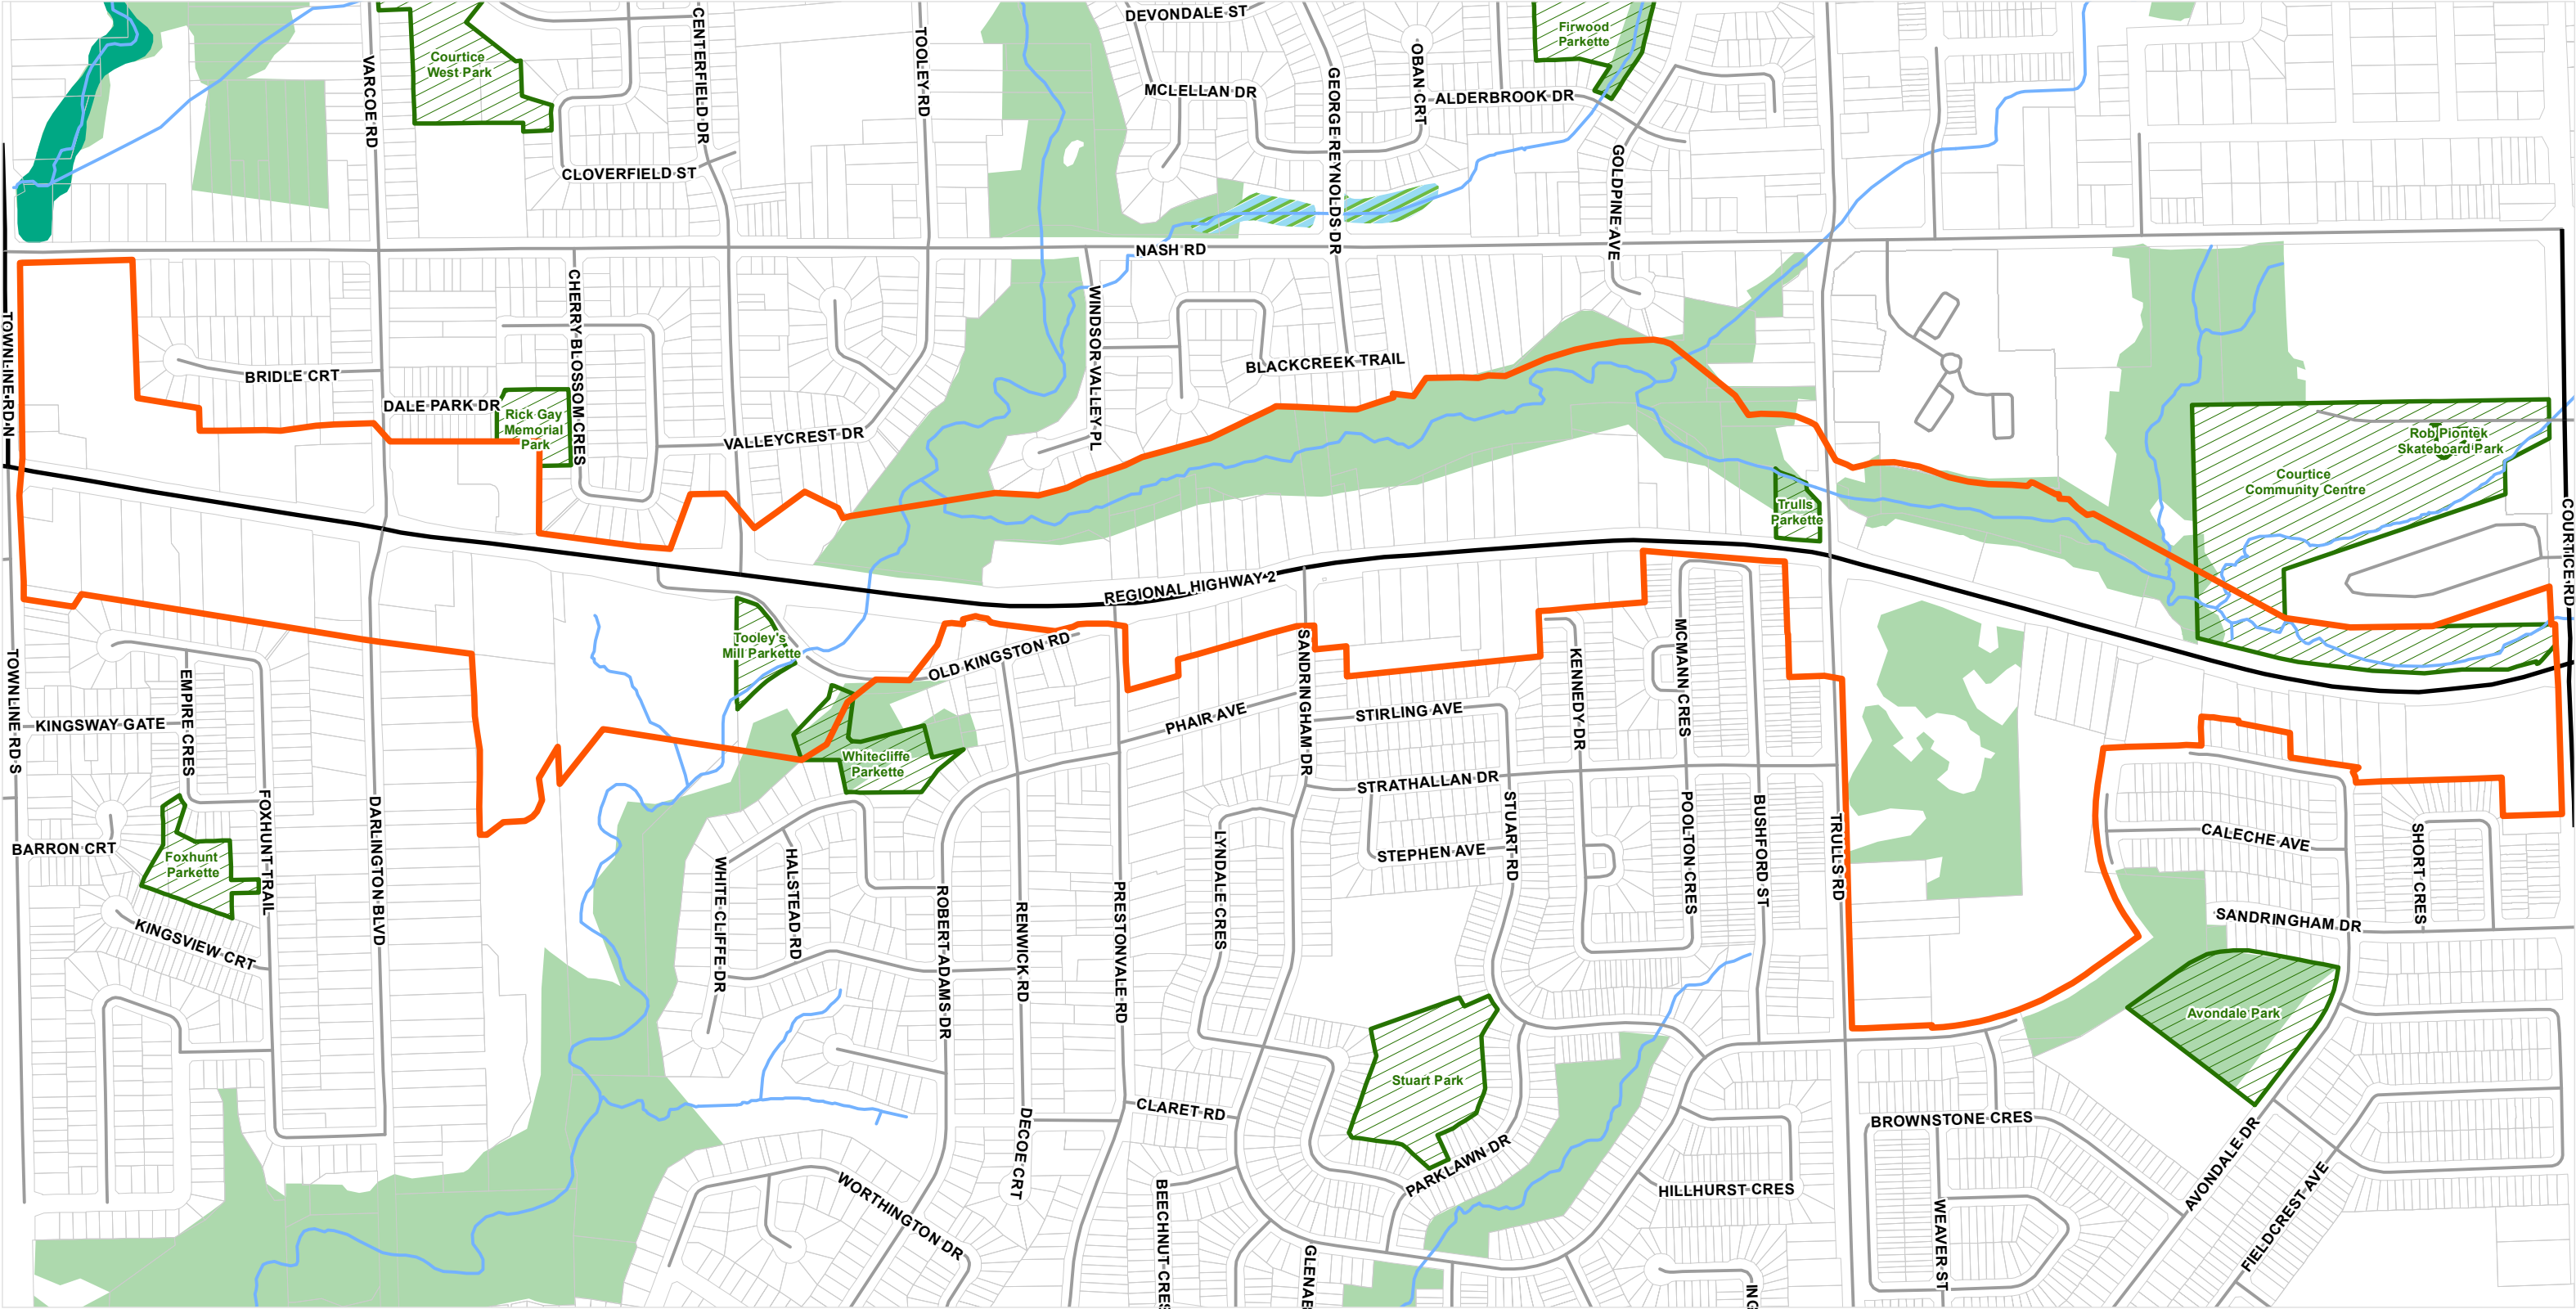 DEVONDALE ST
Firwood
Parkette
Courtice
West Park
VARCOE RD
CENTERFIELD DR
TOOLEY RD
MCLELLAN DR
GEORGE REYNOLDS DR
OBAN CRT
ALDERBROOK DR
CLOVERFIELD ST
GOLDPINE AVE
NASH RD
TOWNLINE RD N
BRIDLE CRT
CHERRY BLOSSOM CRES
WINDSOR VALLEY PL
BLACKCREEK TRAIL
DALE PARK DR
Rick Gay
Memorial
Park
VALLEYCREST DR
Rob Piontek
Skateboard Park
Courtice
Community Centre
Trulls
Parkette
COURTICE RD
REGIONAL HIGHWAY 2
Tooley's
Mill Parkette
OLD KINGSTON RD
SANDRINGHAM DR
KENNEDY DR
MCMANN CRES
TOWNLINE RD S
EMPIRE CRES
KINGSWAY GATE
PHAIR AVE
STIRLING AVE
Whitecliffe
Parkette
STRATHALLAN DR
FOXHUNT TRAIL
DARLINGTON BLVD
BARRON CRT
Foxhunt
Parkette
WHITE CLIFFE DR
HALSTEAD RD
ROBERT ADAMS DR
RENWICK RD
PRESTONVALE RD
LYNDALE CRES
STEPHEN AVE
STUART RD
POOLTON CRES
BUSHFORD ST
TRULLS RD
CALECHE AVE
SHORT CRES
SANDRINGHAM DR
KINGSVIEW CRT
Avondale Park
Stuart Park
CLARET RD
DECOE CRT
BROWNSTONE CRES
PARKLAWN DR
AVONDALE DR
FIELDCREST AVE
WORTHINGTON DR
BEECHNUT CRES
HILLHURST CRES
WEAVER ST
GLENAB
ING